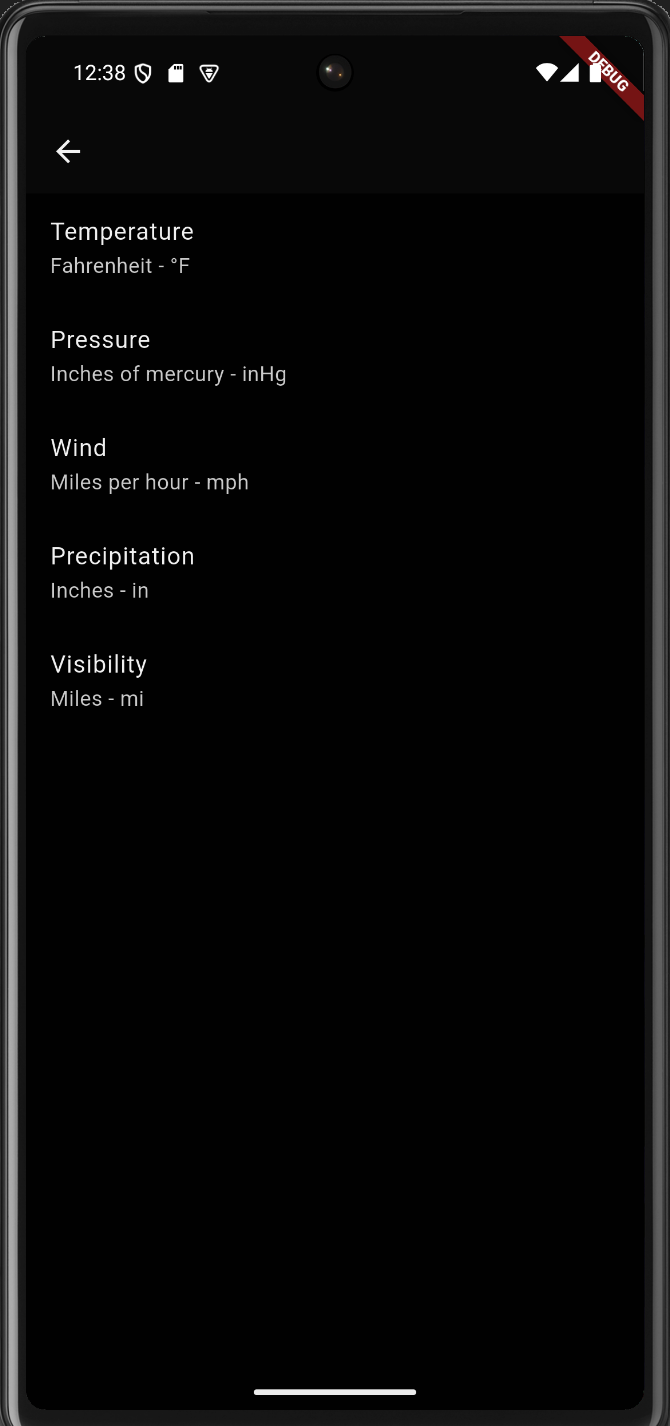 12:38
DEBUG
Temperature
Fahrenheit - °F
Pressure
Inches of mercury - inHg
Wind
Miles per hour - mph
Precipitation
Inches - in
Visibility
Miles - mi